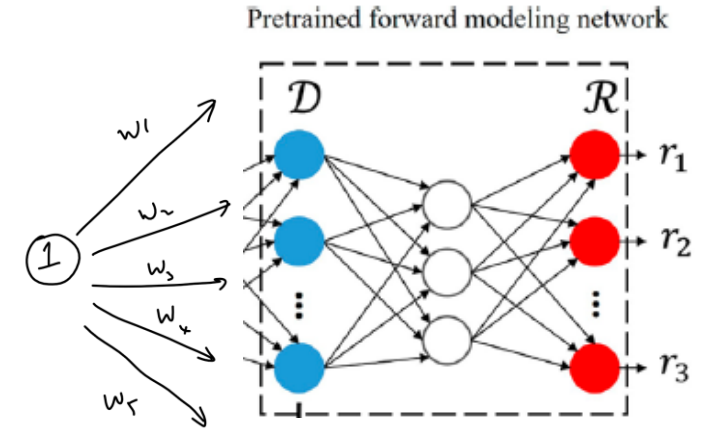 Pretrained forward modeling network
D
R
w1
w2
w3
w4
w5
1
r1
r2
⋮
⋮
r3